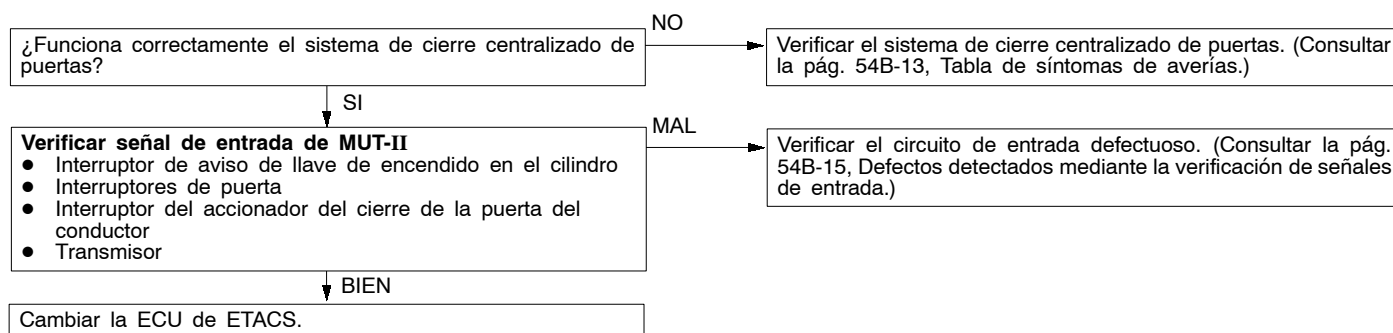 ¿Funciona correctamente el sistema de cierre centralizado de
puertas?
NO
Verificar el sistema de cierre centralizado de puertas. (Consultar
la pág. 54B-13, Tabla de síntomas de averías.)
SI
Verificar señal de entrada de MUT-II
● Interruptor de aviso de llave de encendido en el cilindro
● Interruptores de puerta
● Interruptor del accionador del cierre de la puerta del
conductor
● Transmisor
MAL
Verificar el circuito de entrada defectuoso. (Consultar la pág.
54B-15, Defectos detectados mediante la verificación de señales
de entrada.)
BIEN
Cambiar la ECU de ETACS.